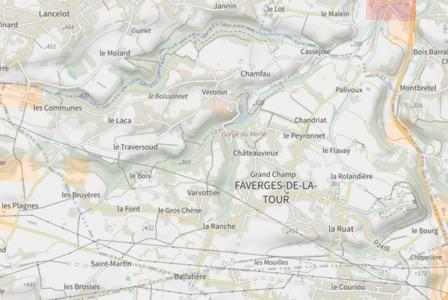 Jannin
Lancelot
le Lot
le Malein
Guinet
Cassejoie
le Molard
Bois Barral
Chamfau
Palivoux
Montbretel
Veronin
le Boissonnet
les Communes
le Laca
Chandriat
Gorge du Merle
le Peyronnet
le Traversoud
Châteauvieux
le Flavay
le Bois
Grand Champ
la Rolandière
FAVERGES-DE-LA-
TOUR
les Bruyères
Varvottier
les Plagnes
la Font
le Gros Chêne
la Ranche
la Ruat
le Bourg
D145E
Chapelière
Saint-Martin
les Mouilles
Ballatière
les Brosses
le Couriou